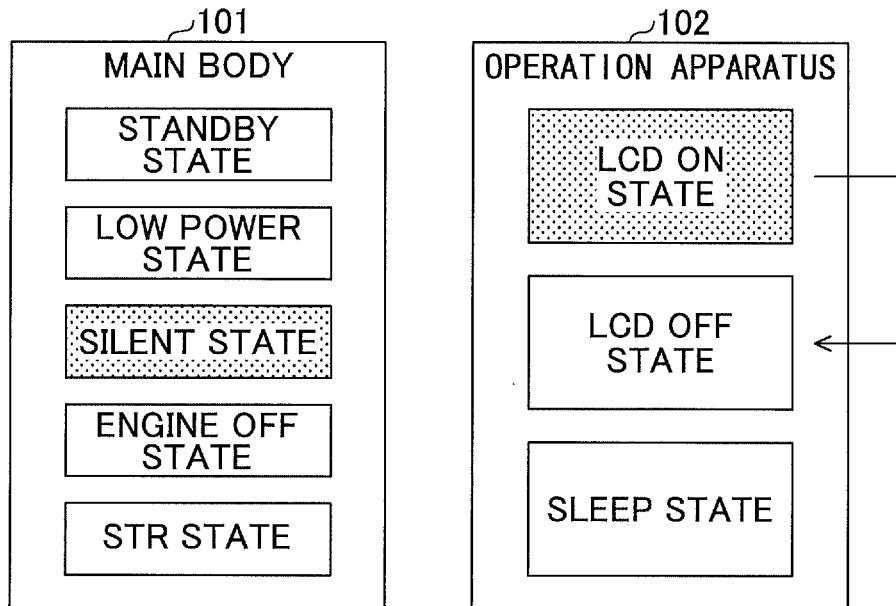 101
MAIN BODY
STANDBY
STATE
LOW POWER
STATE
SILENT STATE
ENGINE OFF
STATE
STR STATE
102
OPERATION APPARATUS
LCD ON
STATE
LCD OFF
STATE
SLEEP STATE